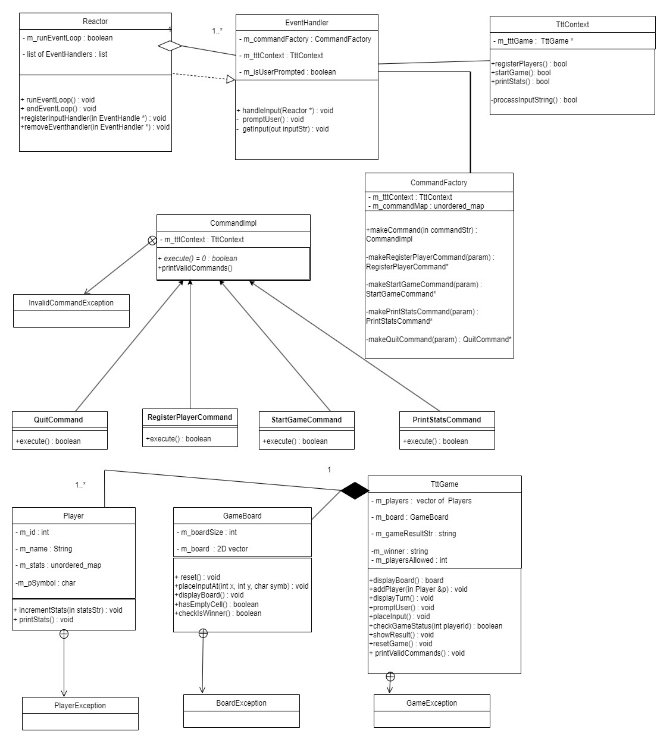 Reactor
- m_runEventLoop : boolean
- list of EventHandlers : list
+ runEventLoop() : void
+ endEventLoop() : void
+registerInputHandler(in EventHandle *) : void
+removeEventhandler(in EventHandler *) : void
1..*
EventHandler
- m_commandFactory : CommandFactory
- m_tttContext : TttContext
- m_isUserPrompted : boolean
+ handleInput(Reactor *) : void
- promptUser() : void
- getInput(out inputStr) : void
TttContext
- m_tttGame : TttGame *
+registerPlayers() : bool
+startGame() : bool
+printStats() : bool
-processInputString() : bool
CommandFactory
- m_tttContext : TttContext
- m_commandMap : unordered_map
+makeCommand(in commandStr) :
CommandImpl
-makeRegisterPlayerCommand(param) :
RegisterPlayerCommand*
-makeStartGameCommand(param) :
StartGameCommand*
-makePrintStatsCommand(param) :
PrintStatsCommand*
-makeQuitCommand(param) : QuitCommand*
CommandImpl
- m_tttContext : TttContext
+ execute() = 0 : boolean
+printValidCommands()
InvalidCommandException
QuitCommand
+execute() : boolean
RegisterPlayerCommand
+execute() : boolean
StartGameCommand
+execute() : boolean
PrintStatsCommand
+execute() : boolean
1..*
1
Player
- m_id : int
- m_name : String
- m_stats : unordered_map
-m_pSymbol : char
+ incrementStats(in statsStr) : void
+ printStats() : void
GameBoard
- m_boardSize : int
- m_board : 2D vector
+ reset() : void
+placeInputAt(int x, int y, char symb) : void
+displayBoard() : void
+hasEmptyCell() : boolean
+checkIsWinner() : boolean
TttGame
- m_players : vector of Players
- m_board : GameBoard
- m_gameResultStr : string
-m_winner : string
- m_playersAllowed : int
+displayBoard() : board
+addPlayer(in Player &p) : void
+displayTurn() : void
+promptUser() : void
+placeInput() : void
+checkGameStatus(int playerId) : boolean
+showResult() : void
+resetGame() : void
+ printValidCommands() : void
PlayerException
BoardException
GameException